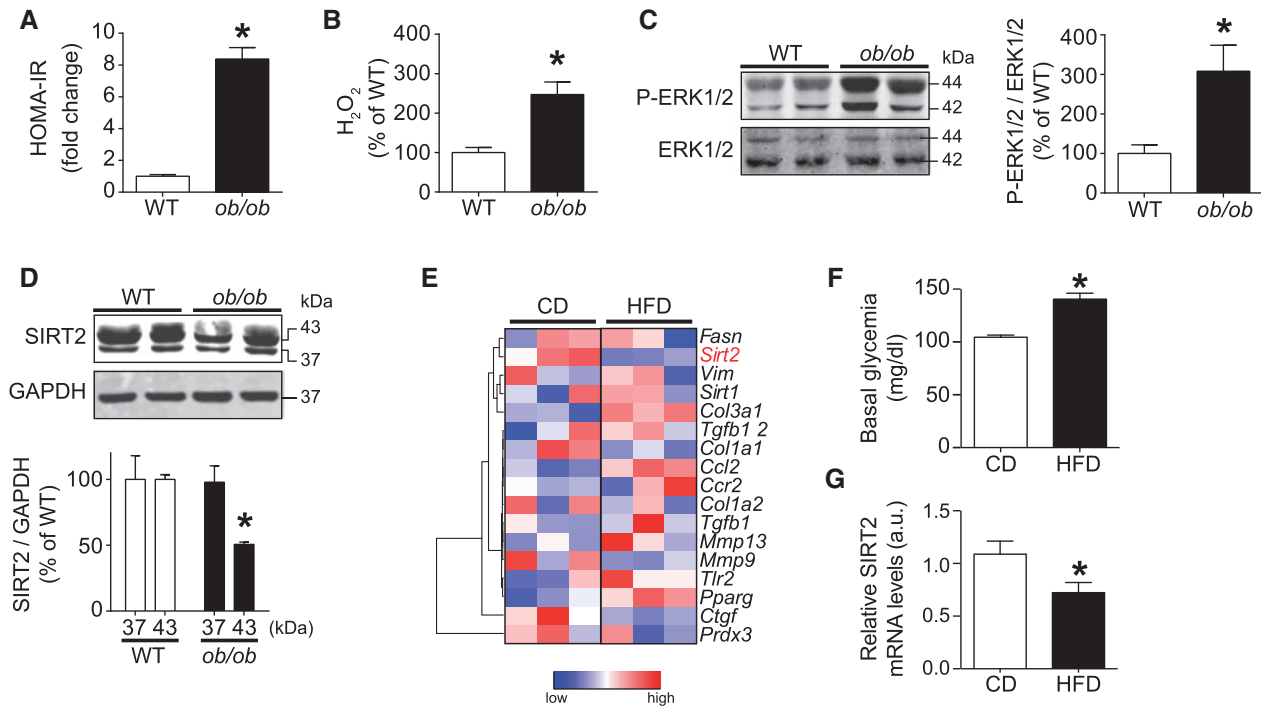 A
HOMA-IR
(fold change)
10
8
6
4
2
0
*
WT
ob/ob
B
H2O2
(% of WT)
400
300
200
100
0
*
WT
ob/ob
C
WT
ob/ob
kDa
P-ERK1/2
44
42
ERK1/2
44
42
P-ERK1/2 / ERK1/2
(% of WT)
400
300
200
100
0
*
WT
ob/ob
D
WT
ob/ob
kDa
SIRT2
43
37
GAPDH
37
SIRT2 / GAPDH
(% of WT)
100
50
0
*
37 43 37 43 (kDa)
WT
ob/ob
E
CD
HFD
Fasn
Sirt2
Vim
Sirt1
Col3a1
Tgfb1 2
Col1a1
Ccl2
Ccr2
Col1a2
Tgfb1
Mmp13
Mmp9
Tlr2
Pparg
Ctgf
Prdx3
low
high
F
Basal glycemia
(mg/dl)
150
100
50
0
*
CD
HFD
G
Relative SIRT2
mRNA levels (a.u.)
1.5
1.0
0.5
0.0
*
CD
HFD